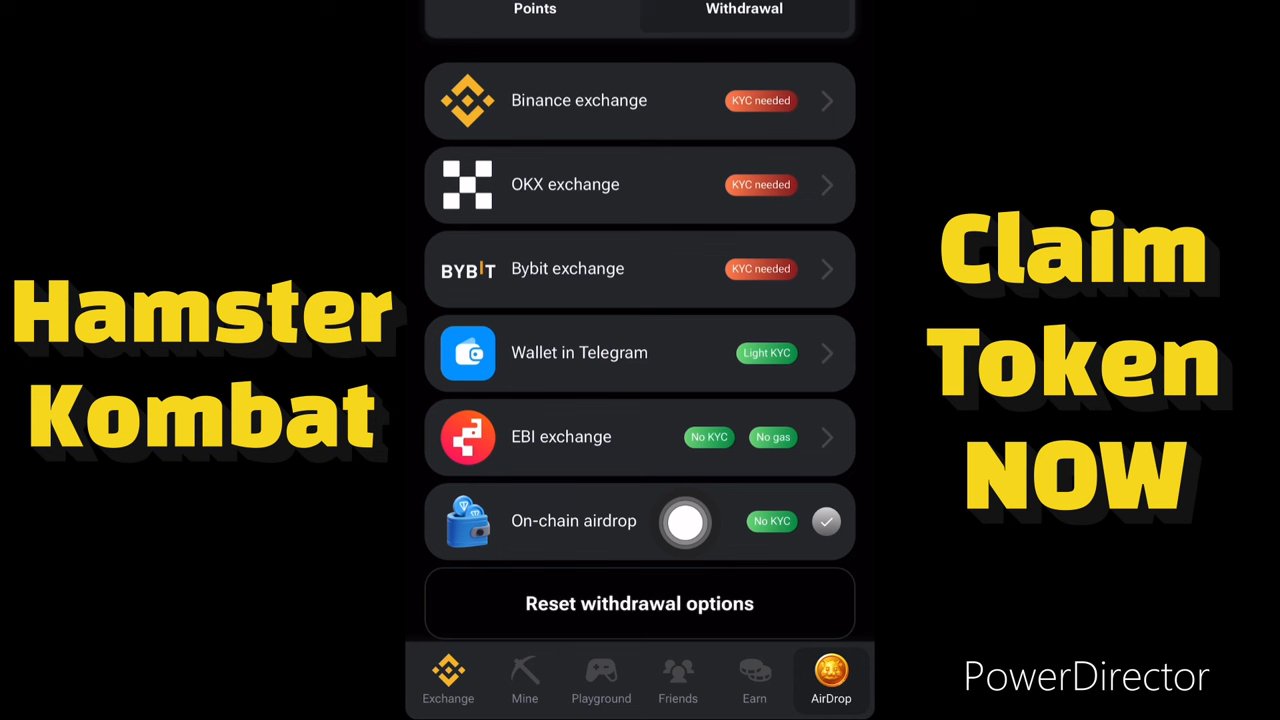 Points
Withdrawal
Binance exchange
KYC needed
OKX exchange
KYC needed
BYBIT
Bybit exchange
KYC needed
Wallet in Telegram
Light KYC
EBI exchange
No KYC
No gas
On-chain airdrop
No KYC
Reset withdrawal options
Exchange
Mine
Playground
Friends
Earn
AirDrop
Hamster
Kombat
Claim
Token
NOW
PowerDirector